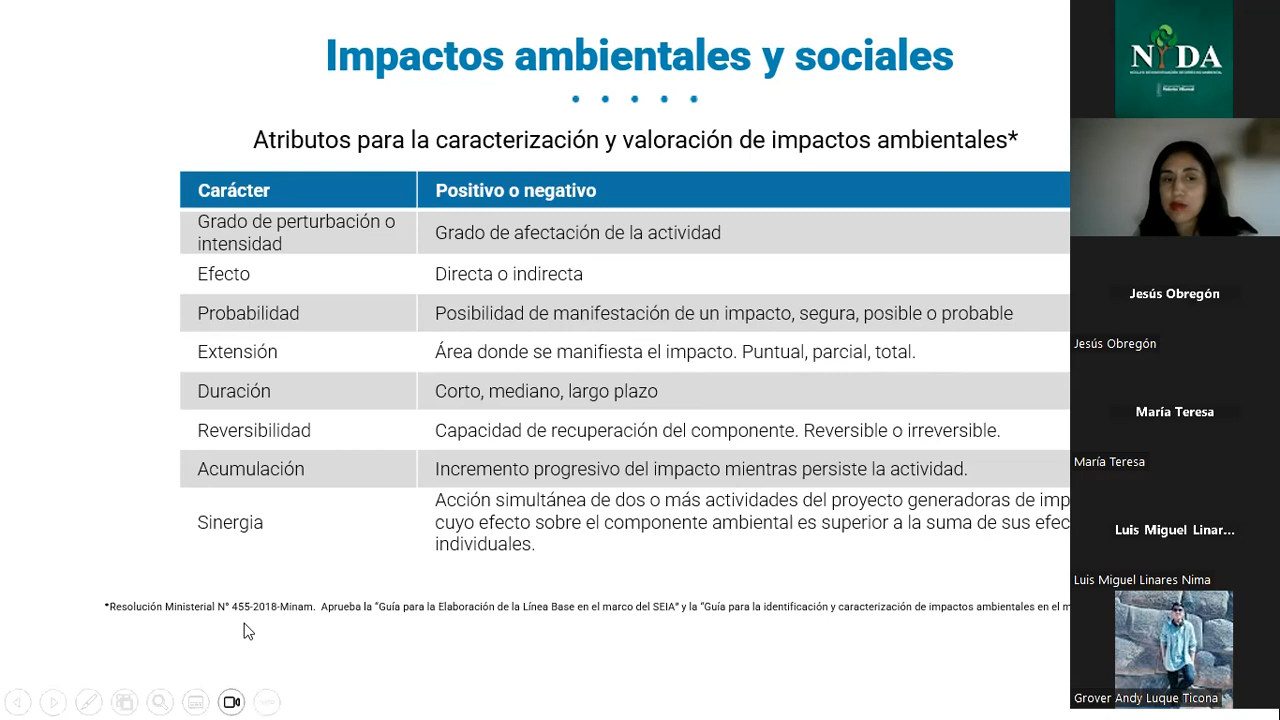 Impactos ambientales y sociales
Atributos para la caracterización y valoración de impactos ambientales*
Carácter
Positivo o negativo
Grado de perturbación o
intensidad
Grado de afectación de la actividad
Efecto
Directa o indirecta
Probabilidad
Posibilidad de manifestación de un impacto, segura, posible o probable
Extensión
Área donde se manifiesta el impacto. Puntual, parcial, total.
Duración
Corto, mediano, largo plazo
Reversibilidad
Capacidad de recuperación del componente. Reversible o irreversible.
Acumulación
Incremento progresivo del impacto mientras persiste la actividad.
Sinergia
Acción simultánea de dos o más actividades del proyecto generadoras de imp
cuyo efecto sobre el componente ambiental es superior a la suma de sus efec
individuales.
*Resolución Ministerial N° 455-2018-Minam. Aprueba la "Guía para la Elaboración de la Línea Base en el marco del SEIA" y la "Guía para la identificación y caracterización de impactos ambientales en el m
NIDA
Jesús Obregón
Jesús Obregón
María Teresa
María Teresa
Luis Miguel Linar...
Luis Miguel Linares Nima
Grover Andy Luque Ticona